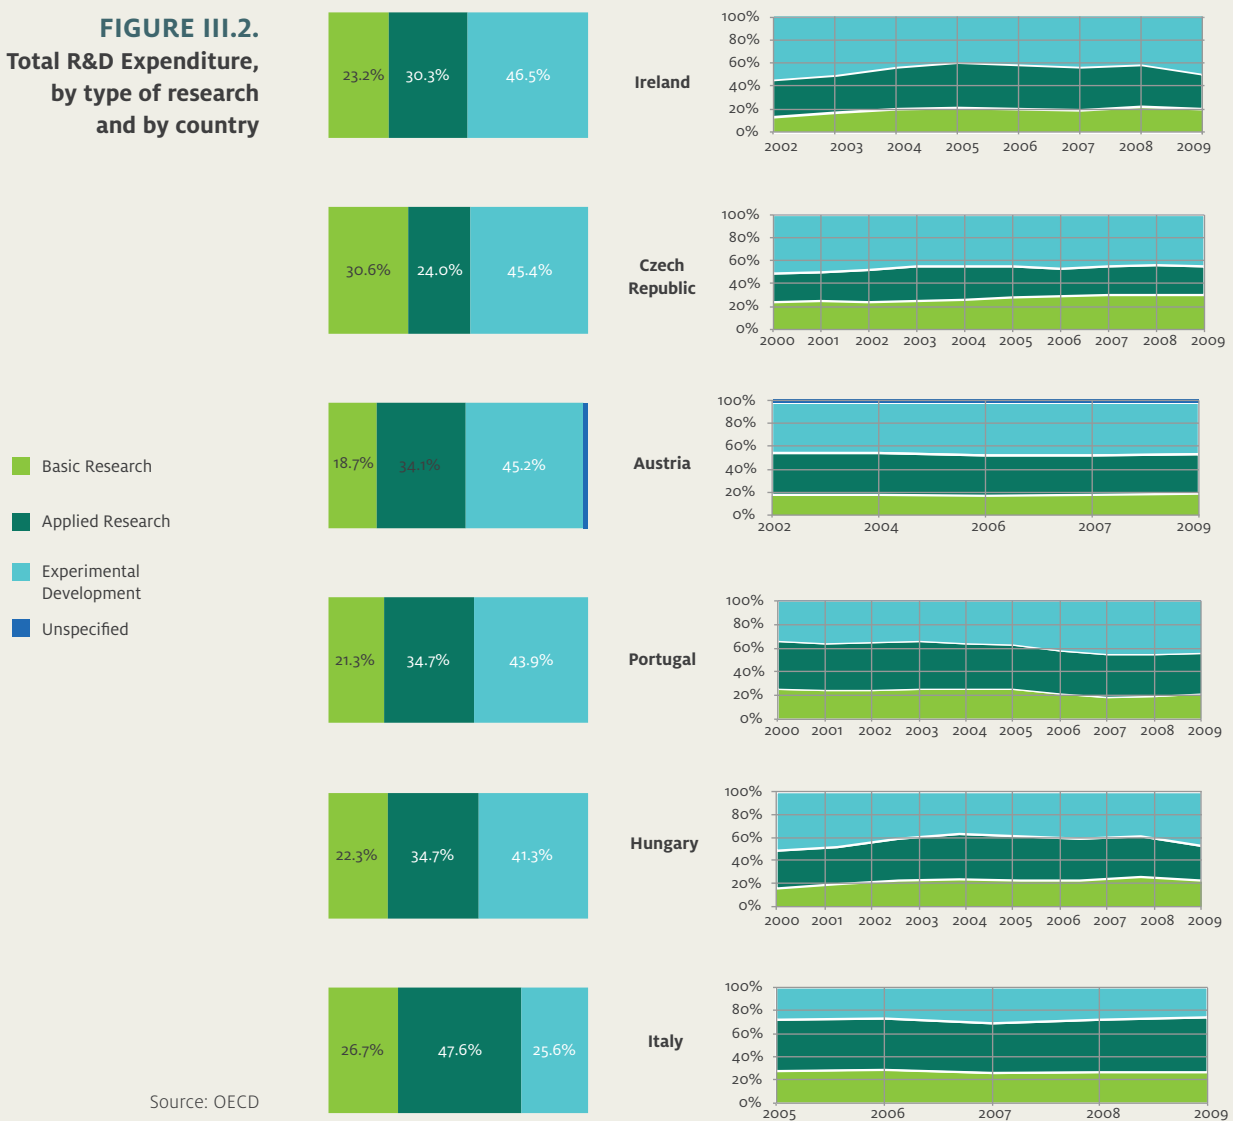 FIGURE III.2.
Total R&D Expenditure,
by type of research
and by country
23.2% 30.3% 46.5%
Ireland
100%
80%
60%
40%
20%
0%
2002 2003 2004 2005 2006 2007 2008 2009
30.6% 24.0% 45.4%
Czech
Republic
100%
80%
60%
40%
20%
0%
2000 2001 2002 2003 2004 2005 2006 2007 2008 2009
18.7% 34.1% 45.2%
Austria
100%
80%
60%
40%
20%
0%
2002 2004 2006 2007 2009
Basic Research
Applied Research
Experimental
Development
Unspecified
21.3% 34.7% 43.9%
Portugal
100%
80%
60%
40%
20%
0%
2000 2001 2002 2003 2004 2005 2006 2007 2008 2009
22.3% 34.7% 41.3%
Hungary
100%
80%
60%
40%
20%
0%
2000 2001 2002 2003 2004 2005 2006 2007 2008 2009
26.7% 47.6% 25.6%
Italy
100%
80%
60%
40%
20%
0%
2005 2006 2007 2008 2009
Source: OECD